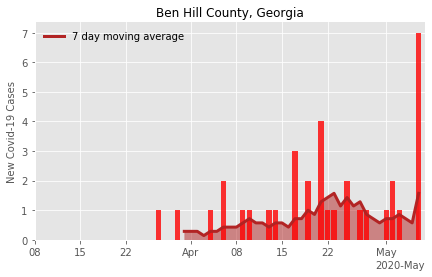 Ben Hill County, Georgia
7 day moving average
New Covid-19 Cases
7
6
5
4
3
2
1
0
08 15 22 Apr 08 15 22 May
2020-May